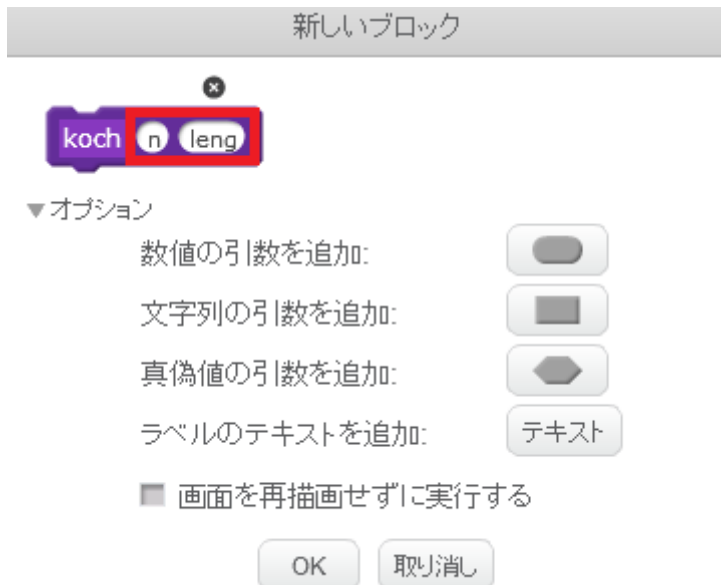 新しいブロック
koch n leng
▼オプション
数値の引数を追加:
文字列の引数を追加:
真偽値の引数を追加:
ラベルのテキストを追加: テキスト
画面を再描画せずに実行する
OK 取り消し